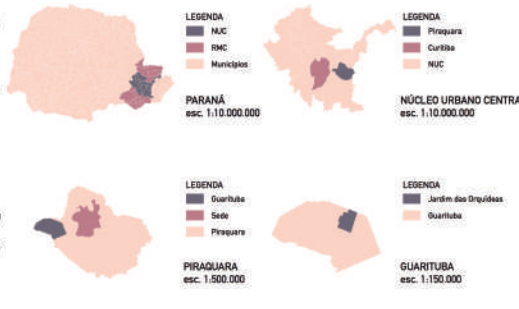 LEGENDA
NUC
RMC
Municípios
PARANÁ
esc. 1:10.000.000
LEGENDA
Piraquara
Curitiba
NUC
NÚCLEO URBANO CENTRA
esc. 1:10.000.000
LEGENDA
Guarituba
Sede
Piraquara
PIRAQUARA
esc. 1:500.000
LEGENDA
Jardim das Orquídeas
Guarituba
GUARITUBA
esc. 1:150.000